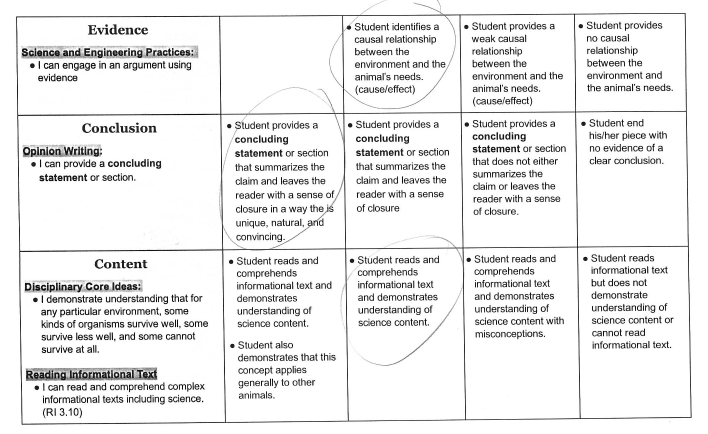 Evidence
Science and Engineering Practices:
● I can engage in an argument using
evidence
● Student identifies a
causal relationship
between the
environment and the
animal's needs.
(cause/effect)
● Student provides a
weak causal
relationship
between the
environment and the
animal's needs.
(cause/effect)
● Student provides
no causal
relationship
between the
environment and
the animal's needs.
Conclusion
Opinion Writing:
● I can provide a concluding
statement or section.
● Student provides a
concluding
statement or section
that summarizes the
claim and leaves the
reader with a sense of
closure in a way the is
unique, natural, and
convincing.
● Student provides a
concluding
statement or section
that summarizes the
claim and leaves the
reader with a sense
of closure
● Student provides a
concluding
statement or section
that does not either
summarizes the
claim or leaves the
reader with a sense
of closure.
● Student end
his/her piece with
no evidence of a
clear conclusion.
Content
Disciplinary Core Ideas:
● I demonstrate understanding that for
any particular environment, some
kinds of organisms survive well, some
survive less well, and some cannot
survive at all.
Reading Informational Text
● I can read and comprehend complex
informational texts including science.
(RI 3.10)
● Student reads and
comprehends
informational text and
demonstrates
understanding of
science content.
● Student also
demonstrates that this
concept applies
generally to other
animals.
● Student reads and
comprehends
informational text
and demonstrates
understanding of
science content.
● Student reads and
comprehends
informational text
and demonstrates
understanding of
science content with
misconceptions.
● Student reads
informational text
but does not
demonstrate
understanding of
science content or
cannot read
informational text.